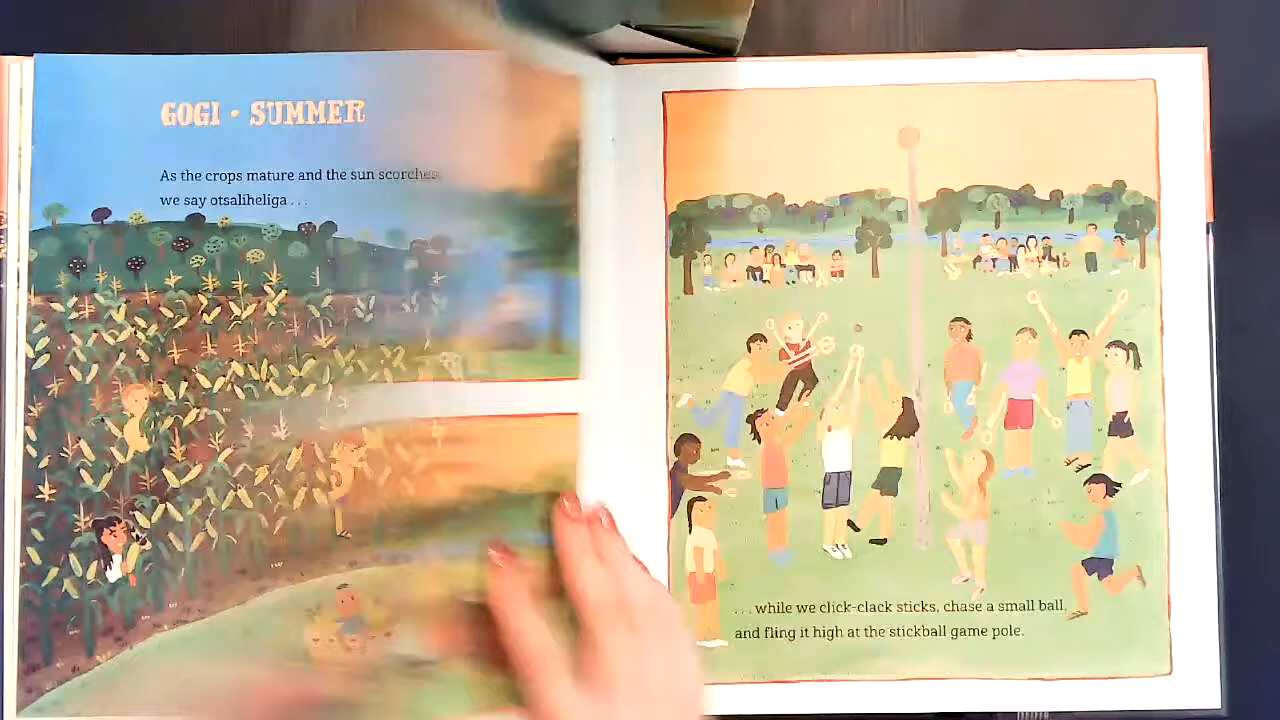 GOGI • SUMMER
As the crops mature and the sun scorches,
we say otsaliheliga . . .
. . . while we click-clack sticks, chase a small ball,
and fling it high at the stickball game pole.